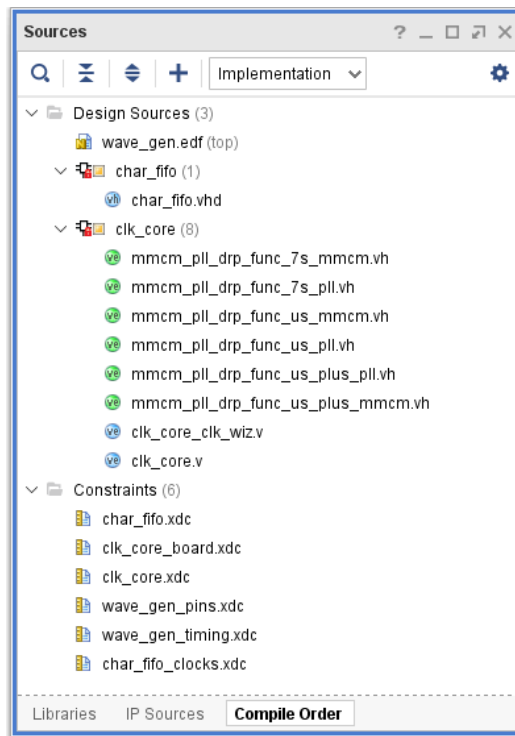 Sources
Implementation
Design Sources (3)
wave_gen.edf (top)
char_fifo (1)
char_fifo.vhd
clk_core (8)
mmcm_pll_drp_func_7s_mmcm.vh
mmcm_pll_drp_func_7s_pll.vh
mmcm_pll_drp_func_us_mmcm.vh
mmcm_pll_drp_func_us_pll.vh
mmcm_pll_drp_func_us_plus_pll.vh
mmcm_pll_drp_func_us_plus_mmcm.vh
clk_core_clk_wiz.v
clk_core.v
Constraints (6)
char_fifo.xdc
clk_core_board.xdc
clk_core.xdc
wave_gen_pins.xdc
wave_gen_timing.xdc
char_fifo_clocks.xdc
Libraries IP Sources Compile Order